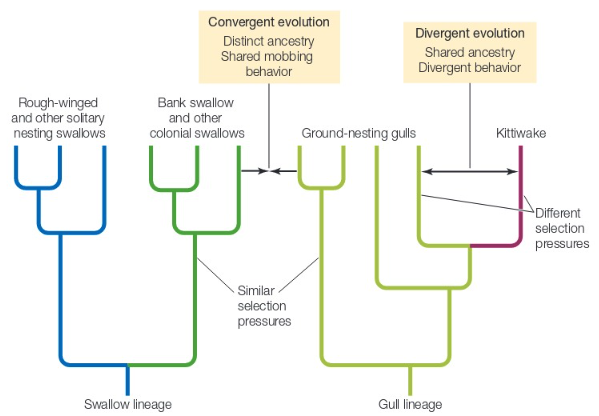 Convergent evolution
Distinct ancestry
Shared mobbing
behavior
Divergent evolution
Shared ancestry
Divergent behavior
Rough-winged
and other solitary
nesting swallows
Bank swallow
and other
colonial swallows
Ground-nesting gulls
Kittiwake
Different
selection
pressures
Similar
selection
pressures
Swallow lineage
Gull lineage